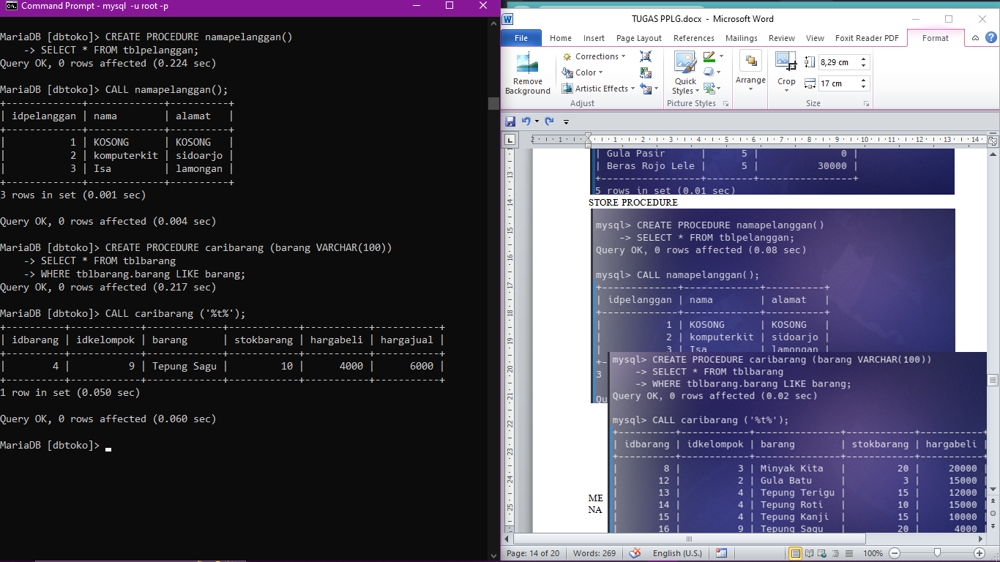 Command Prompt - mysql -u root -p
MariaDB [dbtoko]> CREATE PROCEDURE namapelanggan()
    -> SELECT * FROM tblpelanggan;
Query OK, 0 rows affected (0.224 sec)
MariaDB [dbtoko]> CALL namapelanggan();
+-------------+-------------+----------+
| idpelanggan | nama        | alamat   |
+-------------+-------------+----------+
|           1 | KOSONG      | KOSONG   |
|           2 | komputerkit | sidoarjo |
|           3 | Isa         | lamongan |
+-------------+-------------+----------+
3 rows in set (0.001 sec)
Query OK, 0 rows affected (0.004 sec)
MariaDB [dbtoko]> CREATE PROCEDURE caribarang (barang VARCHAR(100))
    -> SELECT * FROM tblbarang
    -> WHERE tblbarang.barang LIKE barang;
Query OK, 0 rows affected (0.217 sec)
MariaDB [dbtoko]> CALL caribarang ('%t%');
+----------+------------+-------------+------------+-----------+-----------+
| idbarang | idkelompok | barang      | stokbarang | hargabeli | hargajual |
+----------+------------+-------------+------------+-----------+-----------+
|        4 |          9 | Tepung Sagu |         10 |      4000 |      6000 |
+----------+------------+-------------+------------+-----------+-----------+
1 row in set (0.050 sec)
Query OK, 0 rows affected (0.060 sec)
MariaDB [dbtoko]>
TUGAS PPLG.docx - Microsoft Word
File Home Insert Page Layout References Mailings Review View Foxit Reader PDF Format
Remove Background
Corrections
Color
Artistic Effects
Adjust
Quick Styles
Picture Styles
Arrange
Crop
8,29 cm
17 cm
Size
2 1 1 2 3 4 5 6 7 8 9 10 11 12 13 14
13 14 15 16 17 18 19 20 21 22 23 24 25
| Gula Pasir      |      5 |              0 |
| Beras Rojo Lele |      5 |          30000 |
+-----------------+--------+----------------+
5 rows in set (0.01 sec)
STORE PROCEDURE
mysql> CREATE PROCEDURE namapelanggan()
    -> SELECT * FROM tblpelanggan;
Query OK, 0 rows affected (0.08 sec)
mysql> CALL namapelanggan();
+-------------+-------------+----------+
| idpelanggan | nama        | alamat   |
+-------------+-------------+----------+
|           1 | KOSONG      | KOSONG   |
|           2 | komputerkit | sidoarjo |
|           3 | Isa         | lamongan |
+-
3
Qu
mysql> CREATE PROCEDURE caribarang (barang VARCHAR(100))
    -> SELECT * FROM tblbarang
    -> WHERE tblbarang.barang LIKE barang;
Query OK, 0 rows affected (0.02 sec)
mysql> CALL caribarang ('%t%');
+----------+------------+---------------+------------+-----------+
| idbarang | idkelompok | barang        | stokbarang | hargabeli |
+----------+------------+---------------+------------+-----------+
|        8 |          3 | Minyak Kita   |         20 |     20000 |
|       12 |          2 | Gula Batu     |          3 |     15000 |
|       13 |          4 | Tepung Terigu |         15 |     12000 |
|       14 |          4 | Tepung Roti   |         10 |     15000 |
|       15 |          4 | Tepung Kanji  |         15 |     10000 |
|       16 |          9 | Tepung Sagu   |         20 |      4000 |
ME
NA
Page: 14 of 20 Words: 269 English (U.S.) 100%